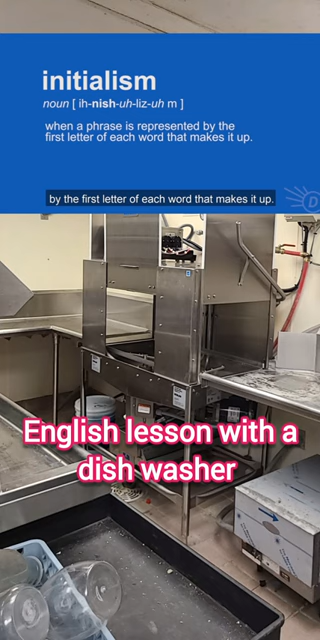 initialism
noun [ ih-nish-uh-liz-uh m ]
when a phrase is represented by the
first letter of each word that makes it up.
by the first letter of each word that makes it up.
D
English lesson with a
dish washer